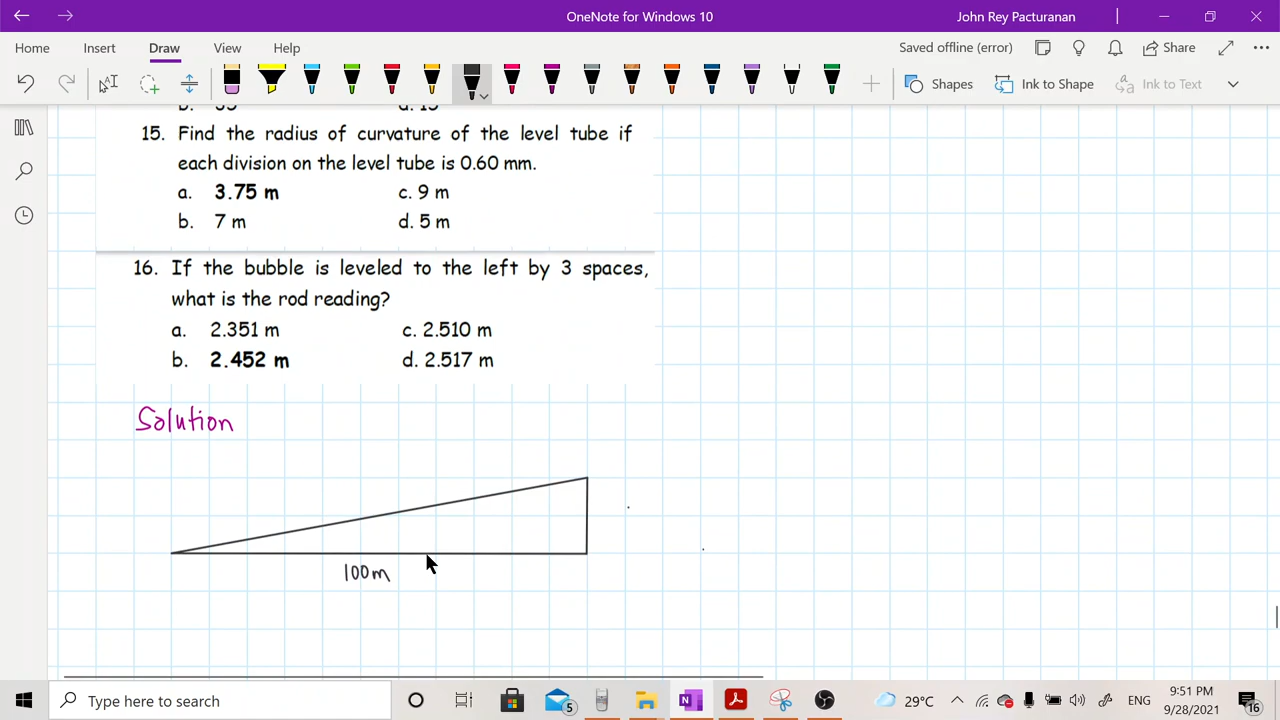 OneNote for Windows 10
John Rey Pacturanan
Home Insert Draw View Help
Saved offline (error)
Share
Shapes
Ink to Shape
Ink to Text
15. Find the radius of curvature of the level tube if
each division on the level tube is 0.60 mm.
a. 3.75 m c. 9 m
b. 7 m d. 5 m
16. If the bubble is leveled to the left by 3 spaces,
what is the rod reading?
a. 2.351 m c. 2.510 m
b. 2.452 m d. 2.517 m
Solution
100m
Type here to search
5
29°C
ENG
9:51 PM
9/28/2021
16